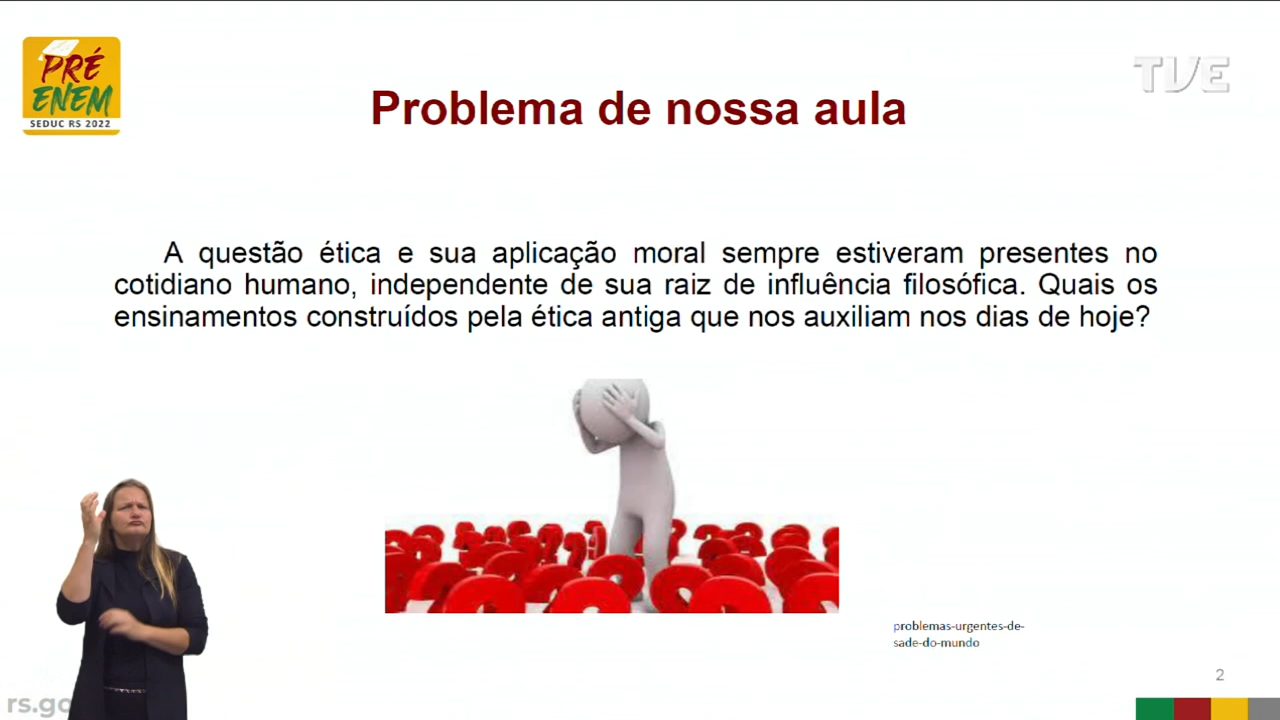 PRÉ
ENEM
SEDUC RS 2022
TVE
Problema de nossa aula
A questão ética e sua aplicação moral sempre estiveram presentes no
cotidiano humano, independente de sua raiz de influência filosófica. Quais os
ensinamentos construídos pela ética antiga que nos auxiliam nos dias de hoje?
problemas-urgentes-de-
sade-do-mundo
2